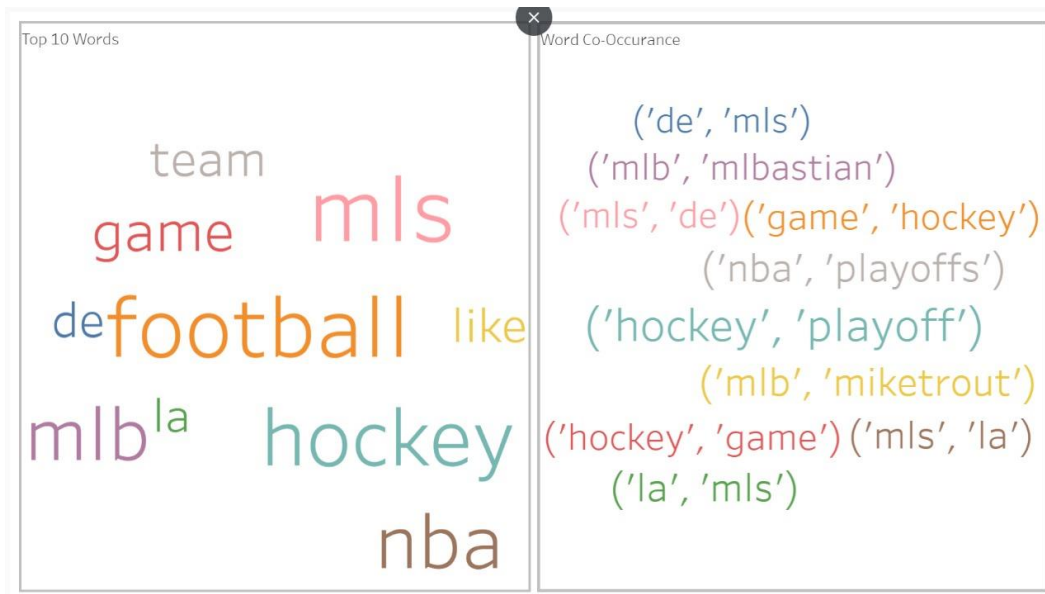 Top 10 Words
team
mls
game
de
football
like
mlb
la
hockey
nba
Word Co-Occurance
('de', 'mls')
('mlb', 'mlbastian')
('mls', 'de') ('game', 'hockey')
('nba', 'playoffs')
('hockey', 'playoff')
('mlb', 'miketrout')
('hockey', 'game') ('mls', 'la')
('la', 'mls')